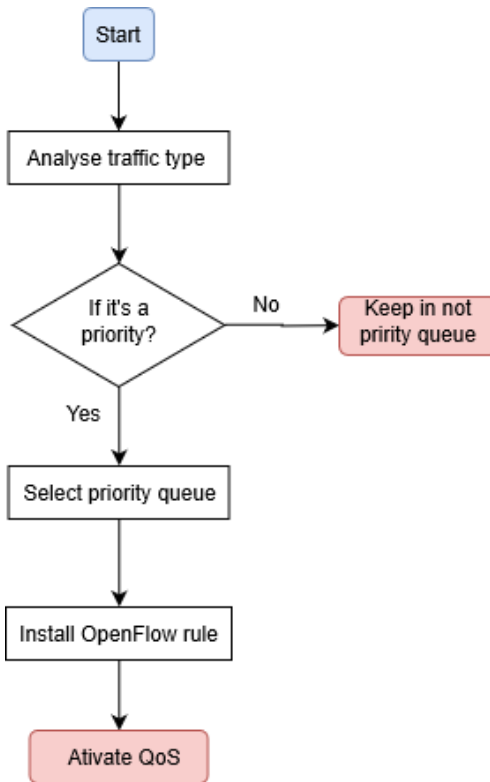 Start
Analyse traffic type
If it's a
priority?
No
Keep in not
pririty queue
Yes
Select priority queue
Install OpenFlow rule
Ativate QoS